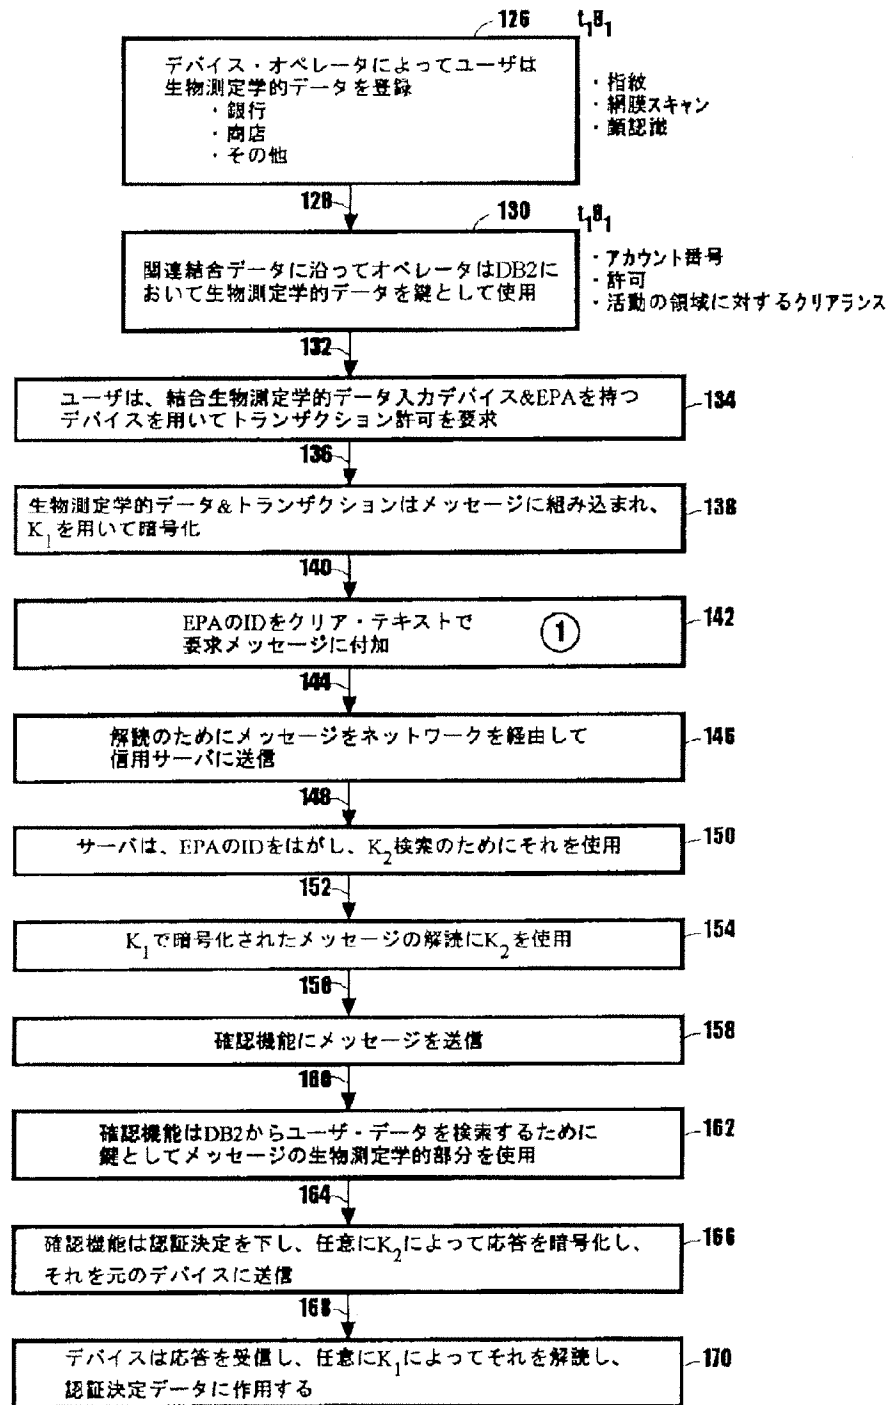 126
t₁B₁
デバイス・オペレータによってユーザは
生物測定学的データを登録
・銀行
・商店
・その他
・指紋
・網膜スキャン
・顔認識
128
130
t₁B₁
関連結合データに沿ってオペレータはDB2に
おいて生物測定学的データを鍵として使用
・アカウント番号
・許可
・活動の領域に対するクリアランス
132
ユーザは、結合生物測定学的データ入力デバイス&EPAを持つ
デバイスを用いてトランザクション許可を要求
134
136
生物測定学的データ&トランザクションはメッセージに組み込まれ、
K₁を用いて暗号化
138
140
EPAのIDをクリア・テキストで
要求メッセージに付加
1
142
144
解読のためにメッセージをネットワークを経由して
信用サーバに送信
146
148
サーバは、EPAのIDをはがし、K₂検索のためにそれを使用
150
152
K₁で暗号化されたメッセージの解読にK₂を使用
154
156
確認機能にメッセージを送信
158
160
確認機能はDB2からユーザ・データを検索するために
鍵としてメッセージの生物測定学的部分を使用
162
164
確認機能は認証決定を下し、任意にK₂によって応答を暗号化し、
それを元のデバイスに送信
166
168
デバイスは応答を受信し、任意にK₁によってそれを解読し、
認証決定データに作用する
170